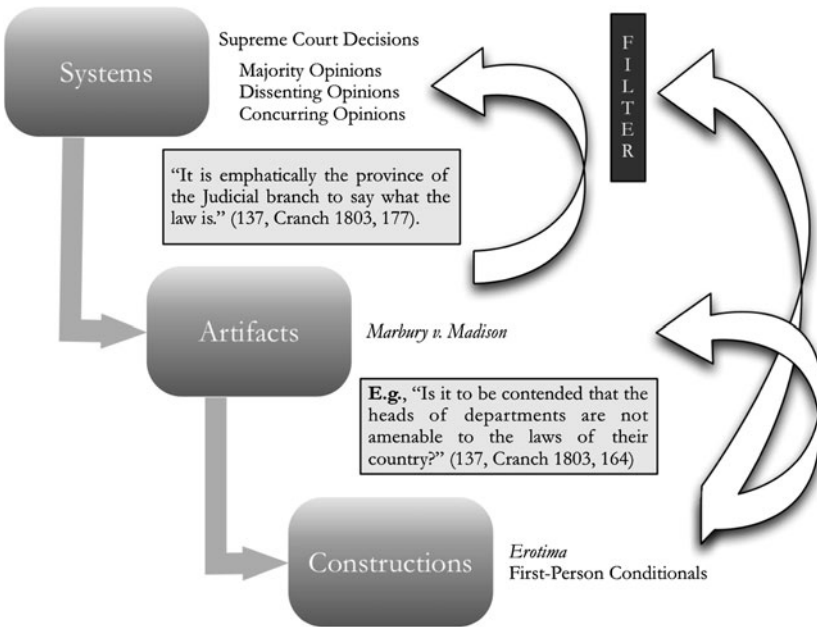 Systems
Supreme Court Decisions
Majority Opinions
Dissenting Opinions
Concurring Opinions
FILTER
“It is emphatically the province of
the Judicial branch to say what the
law is.” (137, Cranch 1803, 177).
Artifacts
Marbury v. Madison
E.g., “Is it to be contended that the
heads of departments are not
amenable to the laws of their
country?” (137, Cranch 1803, 164)
Constructions
Erotima
First-Person Conditionals